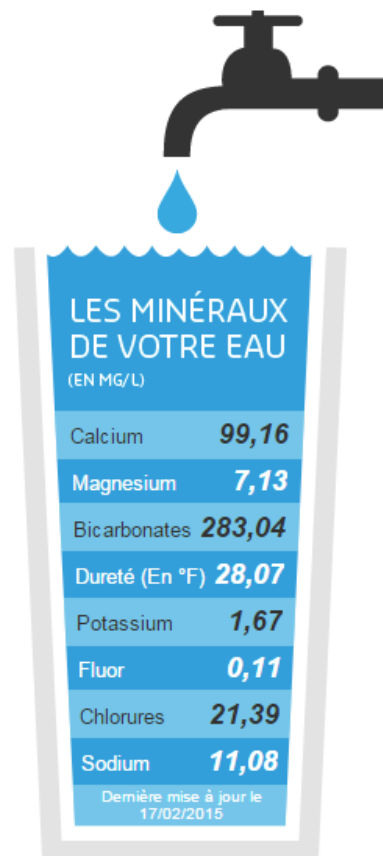 LES MINÉRAUX
DE VOTRE EAU
(EN MG/L)
Calcium 99,16
Magnesium 7,13
Bicarbonates 283,04
Dureté (En °F) 28,07
Potassium 1,67
Fluor 0,11
Chlorures 21,39
Sodium 11,08
Dernière mise à jour le
17/02/2015